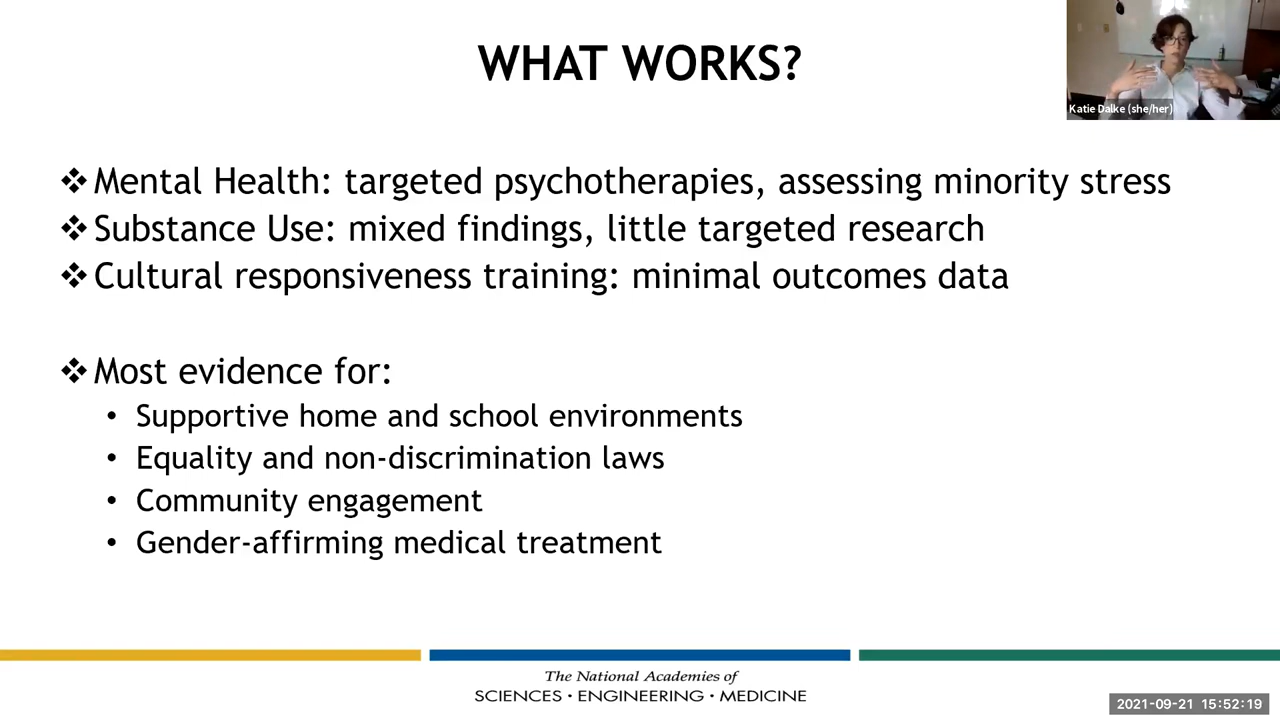 WHAT WORKS?
Katie Dalke (she/her)
❖ Mental Health: targeted psychotherapies, assessing minority stress
❖ Substance Use: mixed findings, little targeted research
❖ Cultural responsiveness training: minimal outcomes data
❖ Most evidence for:
• Supportive home and school environments
• Equality and non-discrimination laws
• Community engagement
• Gender-affirming medical treatment
The National Academies of
SCIENCES · ENGINEERING · MEDICINE
2021-09-21 15:52:19